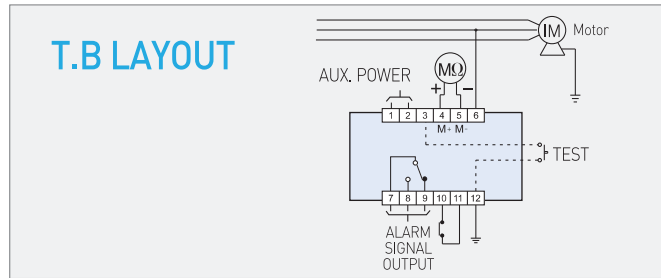 T.B LAYOUT
IM Motor
MΩ
AUX. POWER
+ −
1 2 3 4 5 6
M+ M-
TEST
7 8 9 10 11 12
ALARM
SIGNAL
OUTPUT